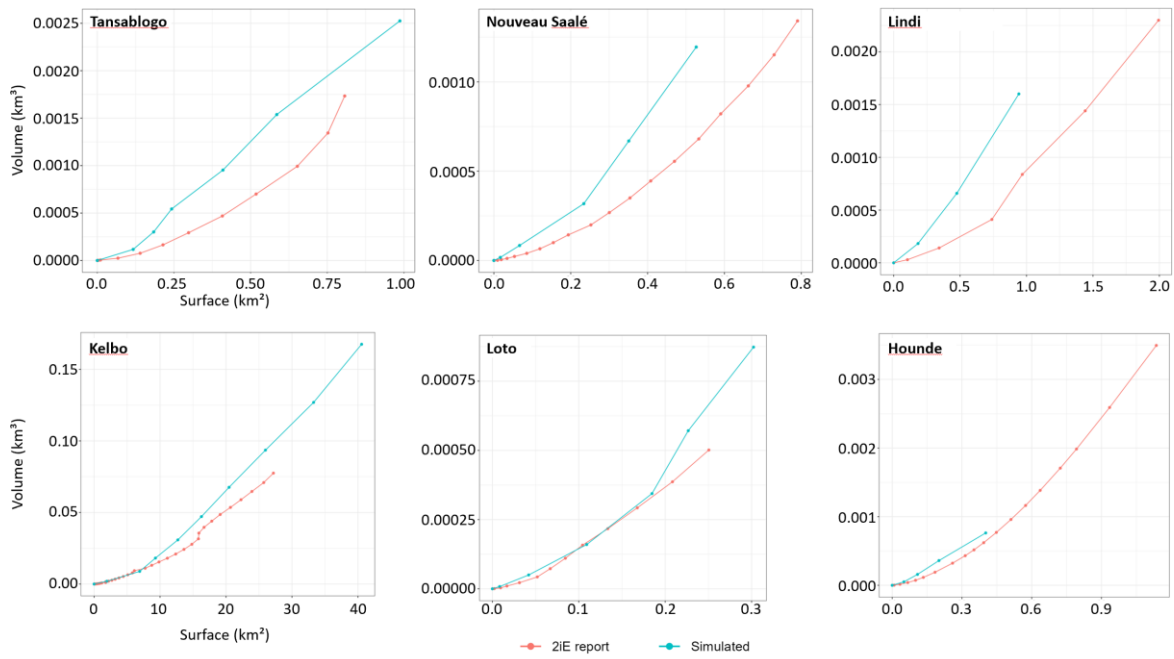 Tansablogo
0.0025
0.0020
0.0015
0.0010
0.0005
0.0000
Volume (km³)
0.0 0.25 0.50 0.75 1.00
Surface (km²)
Nouveau Saalé
0.0010
0.0005
0.0000
0.0 0.2 0.4 0.6 0.8
Lindi
0.0020
0.0015
0.0010
0.0005
0.0000
0.0 0.5 1.0 1.5 2.0
Kelbo
0.15
0.10
0.05
0.00
Volume (km³)
0 10 20 30 40
Surface (km²)
Loto
0.00075
0.00050
0.00025
0.00000
0.0 0.1 0.2 0.3
Hounde
0.003
0.002
0.001
0.000
0.0 0.3 0.6 0.9
2iE report Simulated